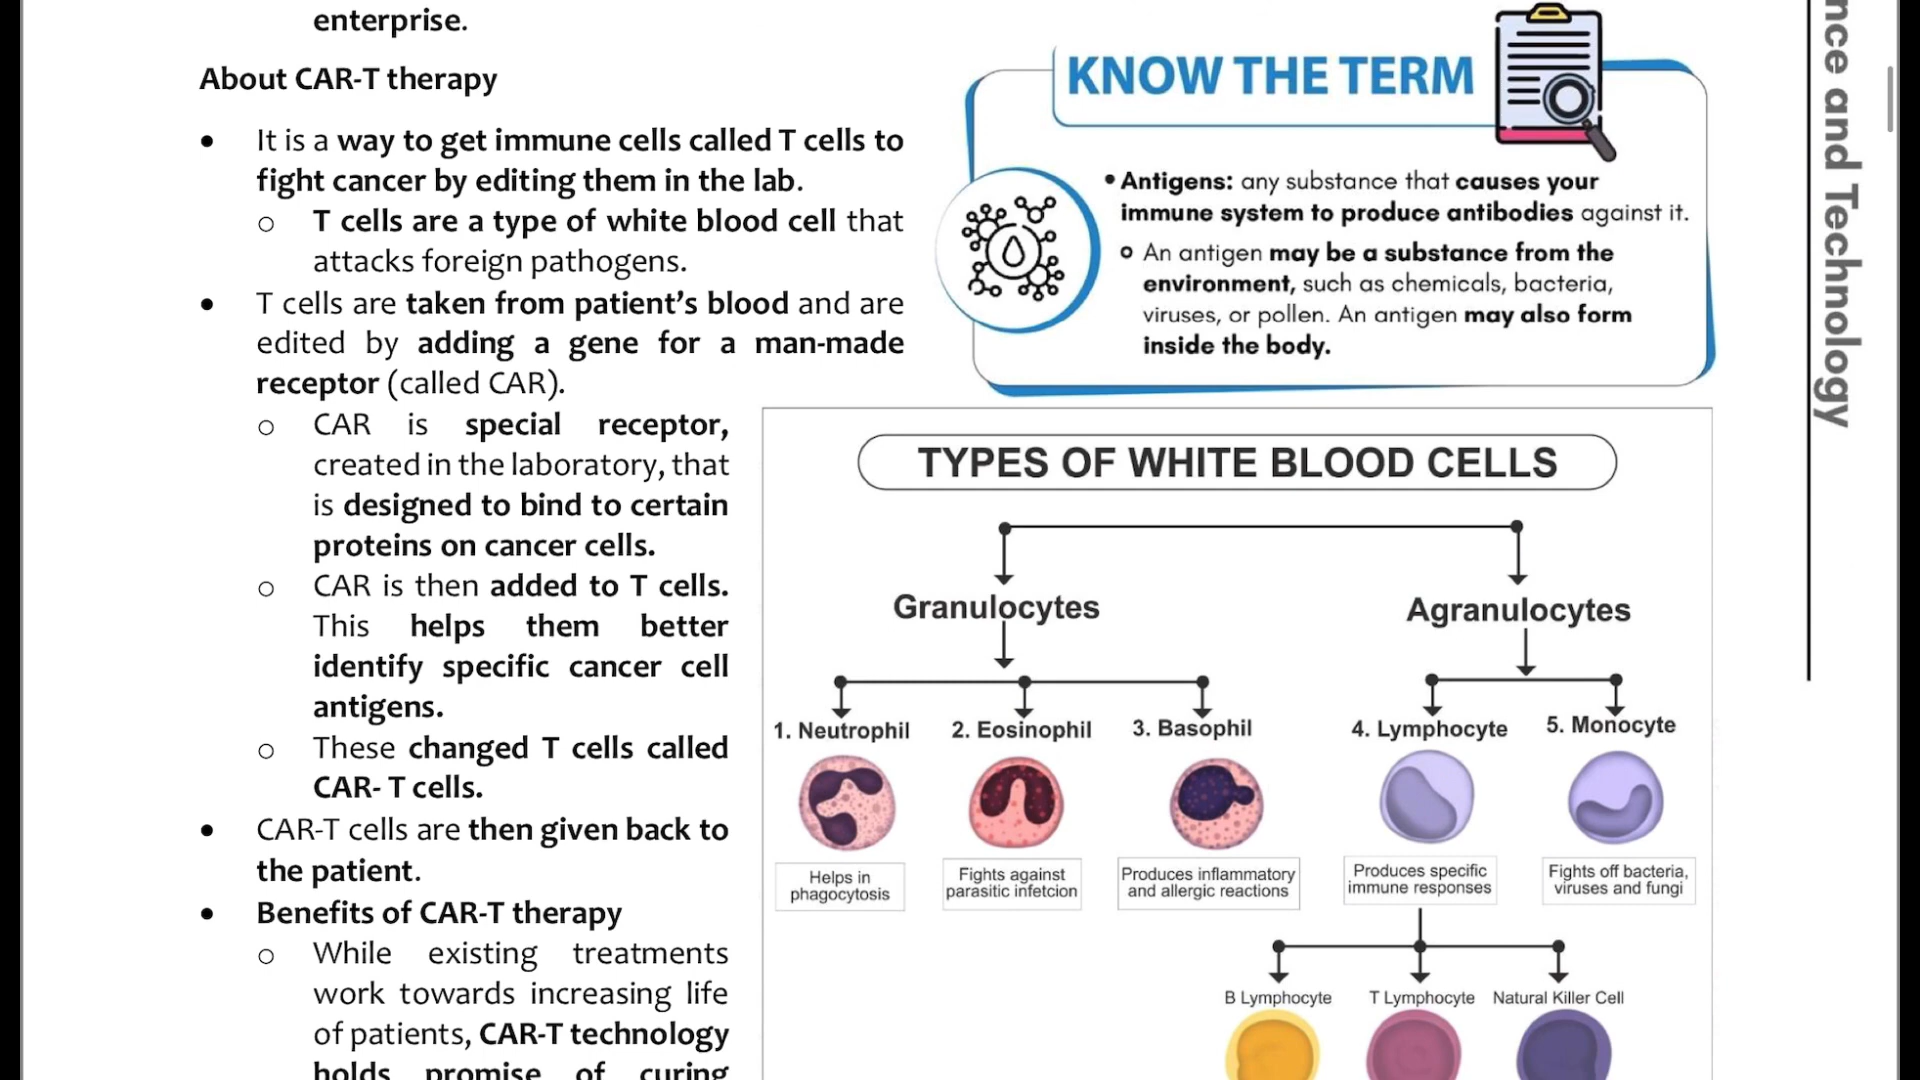 enterprise.
About CAR-T therapy
• It is a way to get immune cells called T cells to
fight cancer by editing them in the lab.
o T cells are a type of white blood cell that
attacks foreign pathogens.
• T cells are taken from patient’s blood and are
edited by adding a gene for a man-made
receptor (called CAR).
o CAR is special receptor,
created in the laboratory, that
is designed to bind to certain
proteins on cancer cells.
o CAR is then added to T cells.
This helps them better
identify specific cancer cell
antigens.
o These changed T cells called
CAR- T cells.
• CAR-T cells are then given back to
the patient.
• Benefits of CAR-T therapy
o While existing treatments
work towards increasing life
of patients, CAR-T technology
holds promise of curing
KNOW THE TERM
• Antigens: any substance that causes your
immune system to produce antibodies against it.
o An antigen may be a substance from the
environment, such as chemicals, bacteria,
viruses, or pollen. An antigen may also form
inside the body.
TYPES OF WHITE BLOOD CELLS
Granulocytes
Agranulocytes
1. Neutrophil
2. Eosinophil
3. Basophil
4. Lymphocyte
5. Monocyte
Helps in
phagocytosis
Fights against
parasitic infetcion
Produces inflammatory
and allergic reactions
Produces specific
immune responses
Fights off bacteria,
viruses and fungi
B Lymphocyte
T Lymphocyte
Natural Killer Cell
nce and Technology